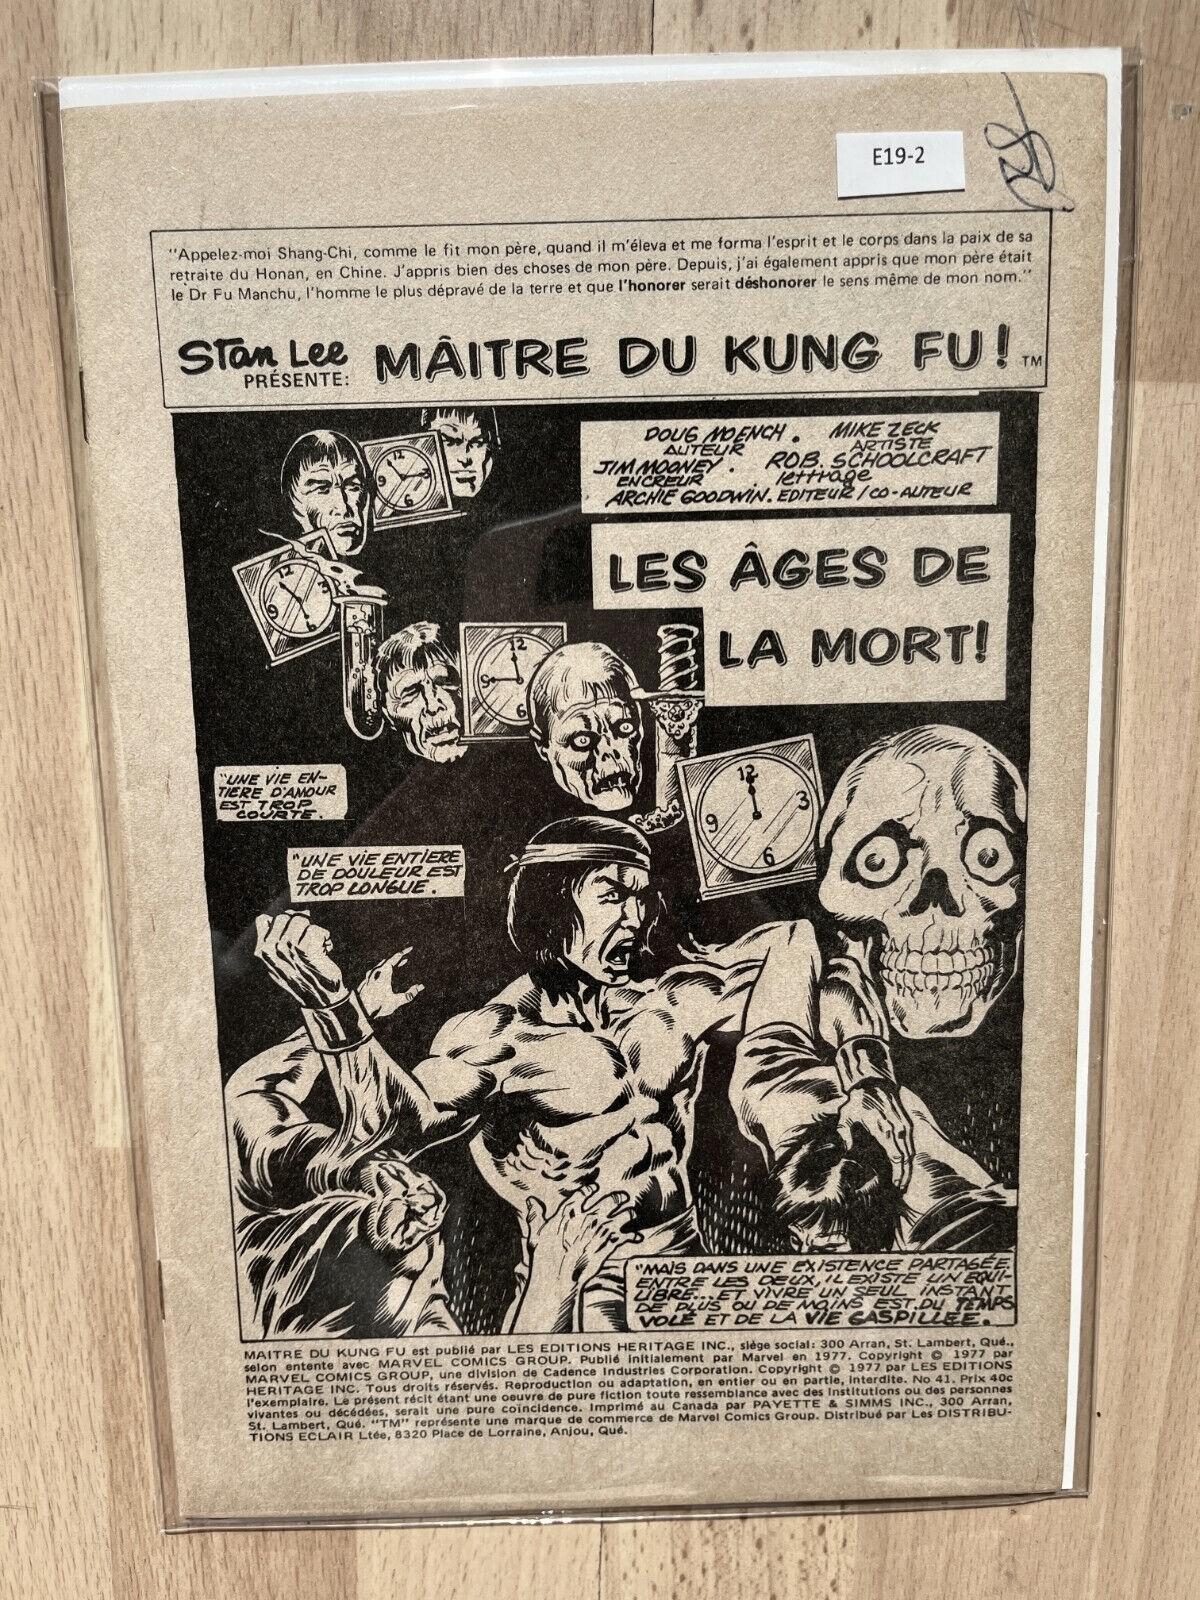 E19-2
"Appelez-moi Shang-Chi, comme le fit mon père, quand il m'éleva et me forma l'esprit et le corps dans la paix de sa
retraite du Honan, en Chine. J'appris bien des choses de mon père. Depuis, j'ai également appris que mon père était
le Dr Fu Manchu, l'homme le plus dépravé de la terre et que l'honorer serait déshonorer le sens même de mon nom."
Stan Lee
PRÉSENTE:
MÂITRE DU KUNG FU! TM
DOUG MOENCH. MIKE ZECK
AUTEUR ARTISTE
JIM MOONEY. ROB. SCHOOLCRAFT
ENCREUR lettrage
ARCHIE GOODWIN. EDITEUR/CO-AUTEUR
LES ÂGES DE
LA MORT!
12
9
6
12
6
12
9
6
12
9
3
6
"UNE VIE EN-
TIERE D'AMOUR
EST TROP
COURTE.
"UNE VIE ENTIERE
DE DOULEUR EST
TROP LONGUE.
"MAIS DANS UNE EXISTENCE PARTAGÉE
ENTRE LES DEUX, IL EXISTE UN EQUI-
LIBRE...ET VIVRE UN SEUL INSTANT
DE PLUS OU DE MOINS EST DU TEMPS
VOLÉ ET DE LA VIE GASPILLÉE.
MAITRE DU KUNG FU est publié par LES EDITIONS HERITAGE INC., siège social: 300 Arran, St. Lambert, Qué.,
selon entente avec MARVEL COMICS GROUP. Publié initialement par Marvel en 1977. Copyright © 1977 par
MARVEL COMICS GROUP, une division de Cadence Industries Corporation. Copyright © 1977 par LES EDITIONS
HERITAGE INC. Tous droits réservés. Reproduction ou adaptation, en entier ou en partie, interdite. No 41. Prix 40c
l'exemplaire. Le présent récit étant une oeuvre de pure fiction toute ressemblance avec des institutions ou des personnes
vivantes ou décédées, serait une pure coïncidence. Imprimé au Canada par PAYETTE & SIMMS INC., 300 Arran,
St. Lambert, Qué. "TM" représente une marque de commerce de Marvel Comics Group. Distribué par Les DISTRIBU-
TIONS ECLAIR Ltée, 8320 Place de Lorraine, Anjou, Qué.